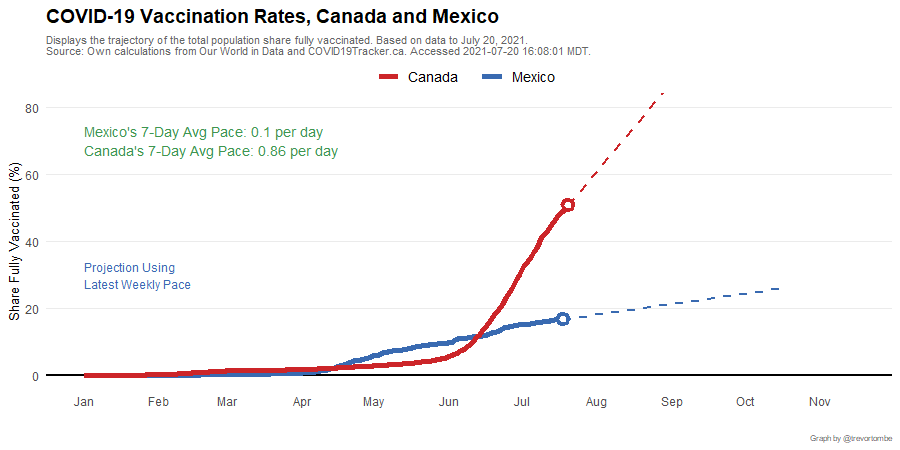 COVID-19 Vaccination Rates, Canada and Mexico
Displays the trajectory of the total population share fully vaccinated. Based on data to July 20, 2021.
Source: Own calculations from Our World in Data and COVID19Tracker.ca. Accessed 2021-07-20 16:08:01 MDT.
Canada Mexico
Share Fully Vaccinated (%)
80
60
40
20
0
Mexico's 7-Day Avg Pace: 0.1 per day
Canada's 7-Day Avg Pace: 0.86 per day
Projection Using
Latest Weekly Pace
Jan Feb Mar Apr May Jun Jul Aug Sep Oct Nov
Graph by @trevortombe